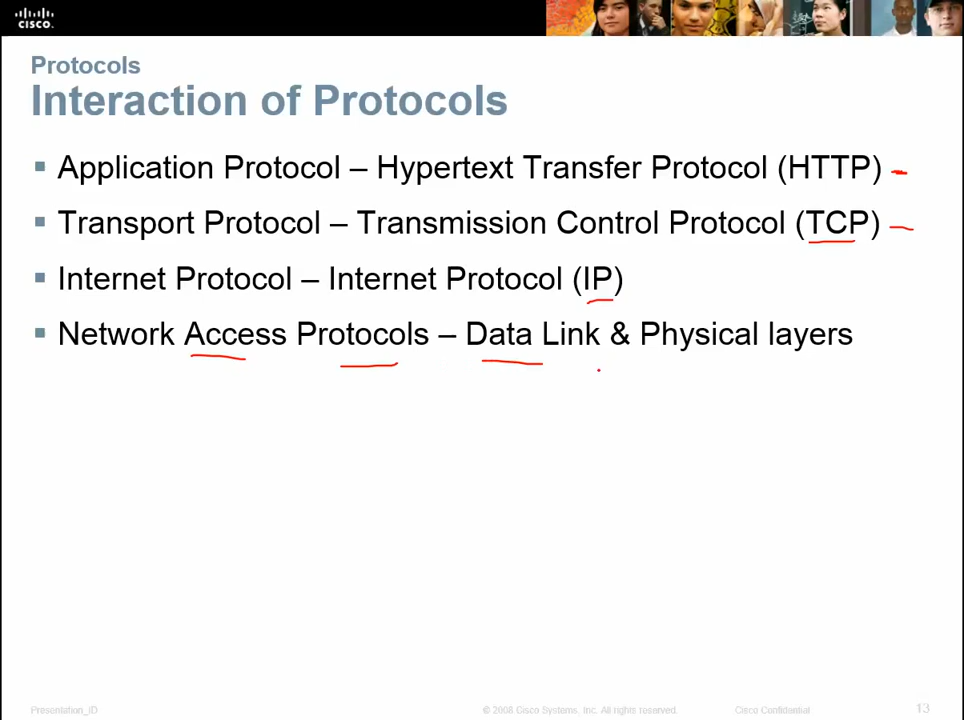 CISCO.
Protocols
Interaction of Protocols
Application Protocol – Hypertext Transfer Protocol (HTTP)
Transport Protocol – Transmission Control Protocol (TCP)
Internet Protocol – Internet Protocol (IP)
Network Access Protocols – Data Link & Physical layers
Presentation_ID
© 2008 Cisco Systems, Inc. All rights reserved.
Cisco Confidential
13